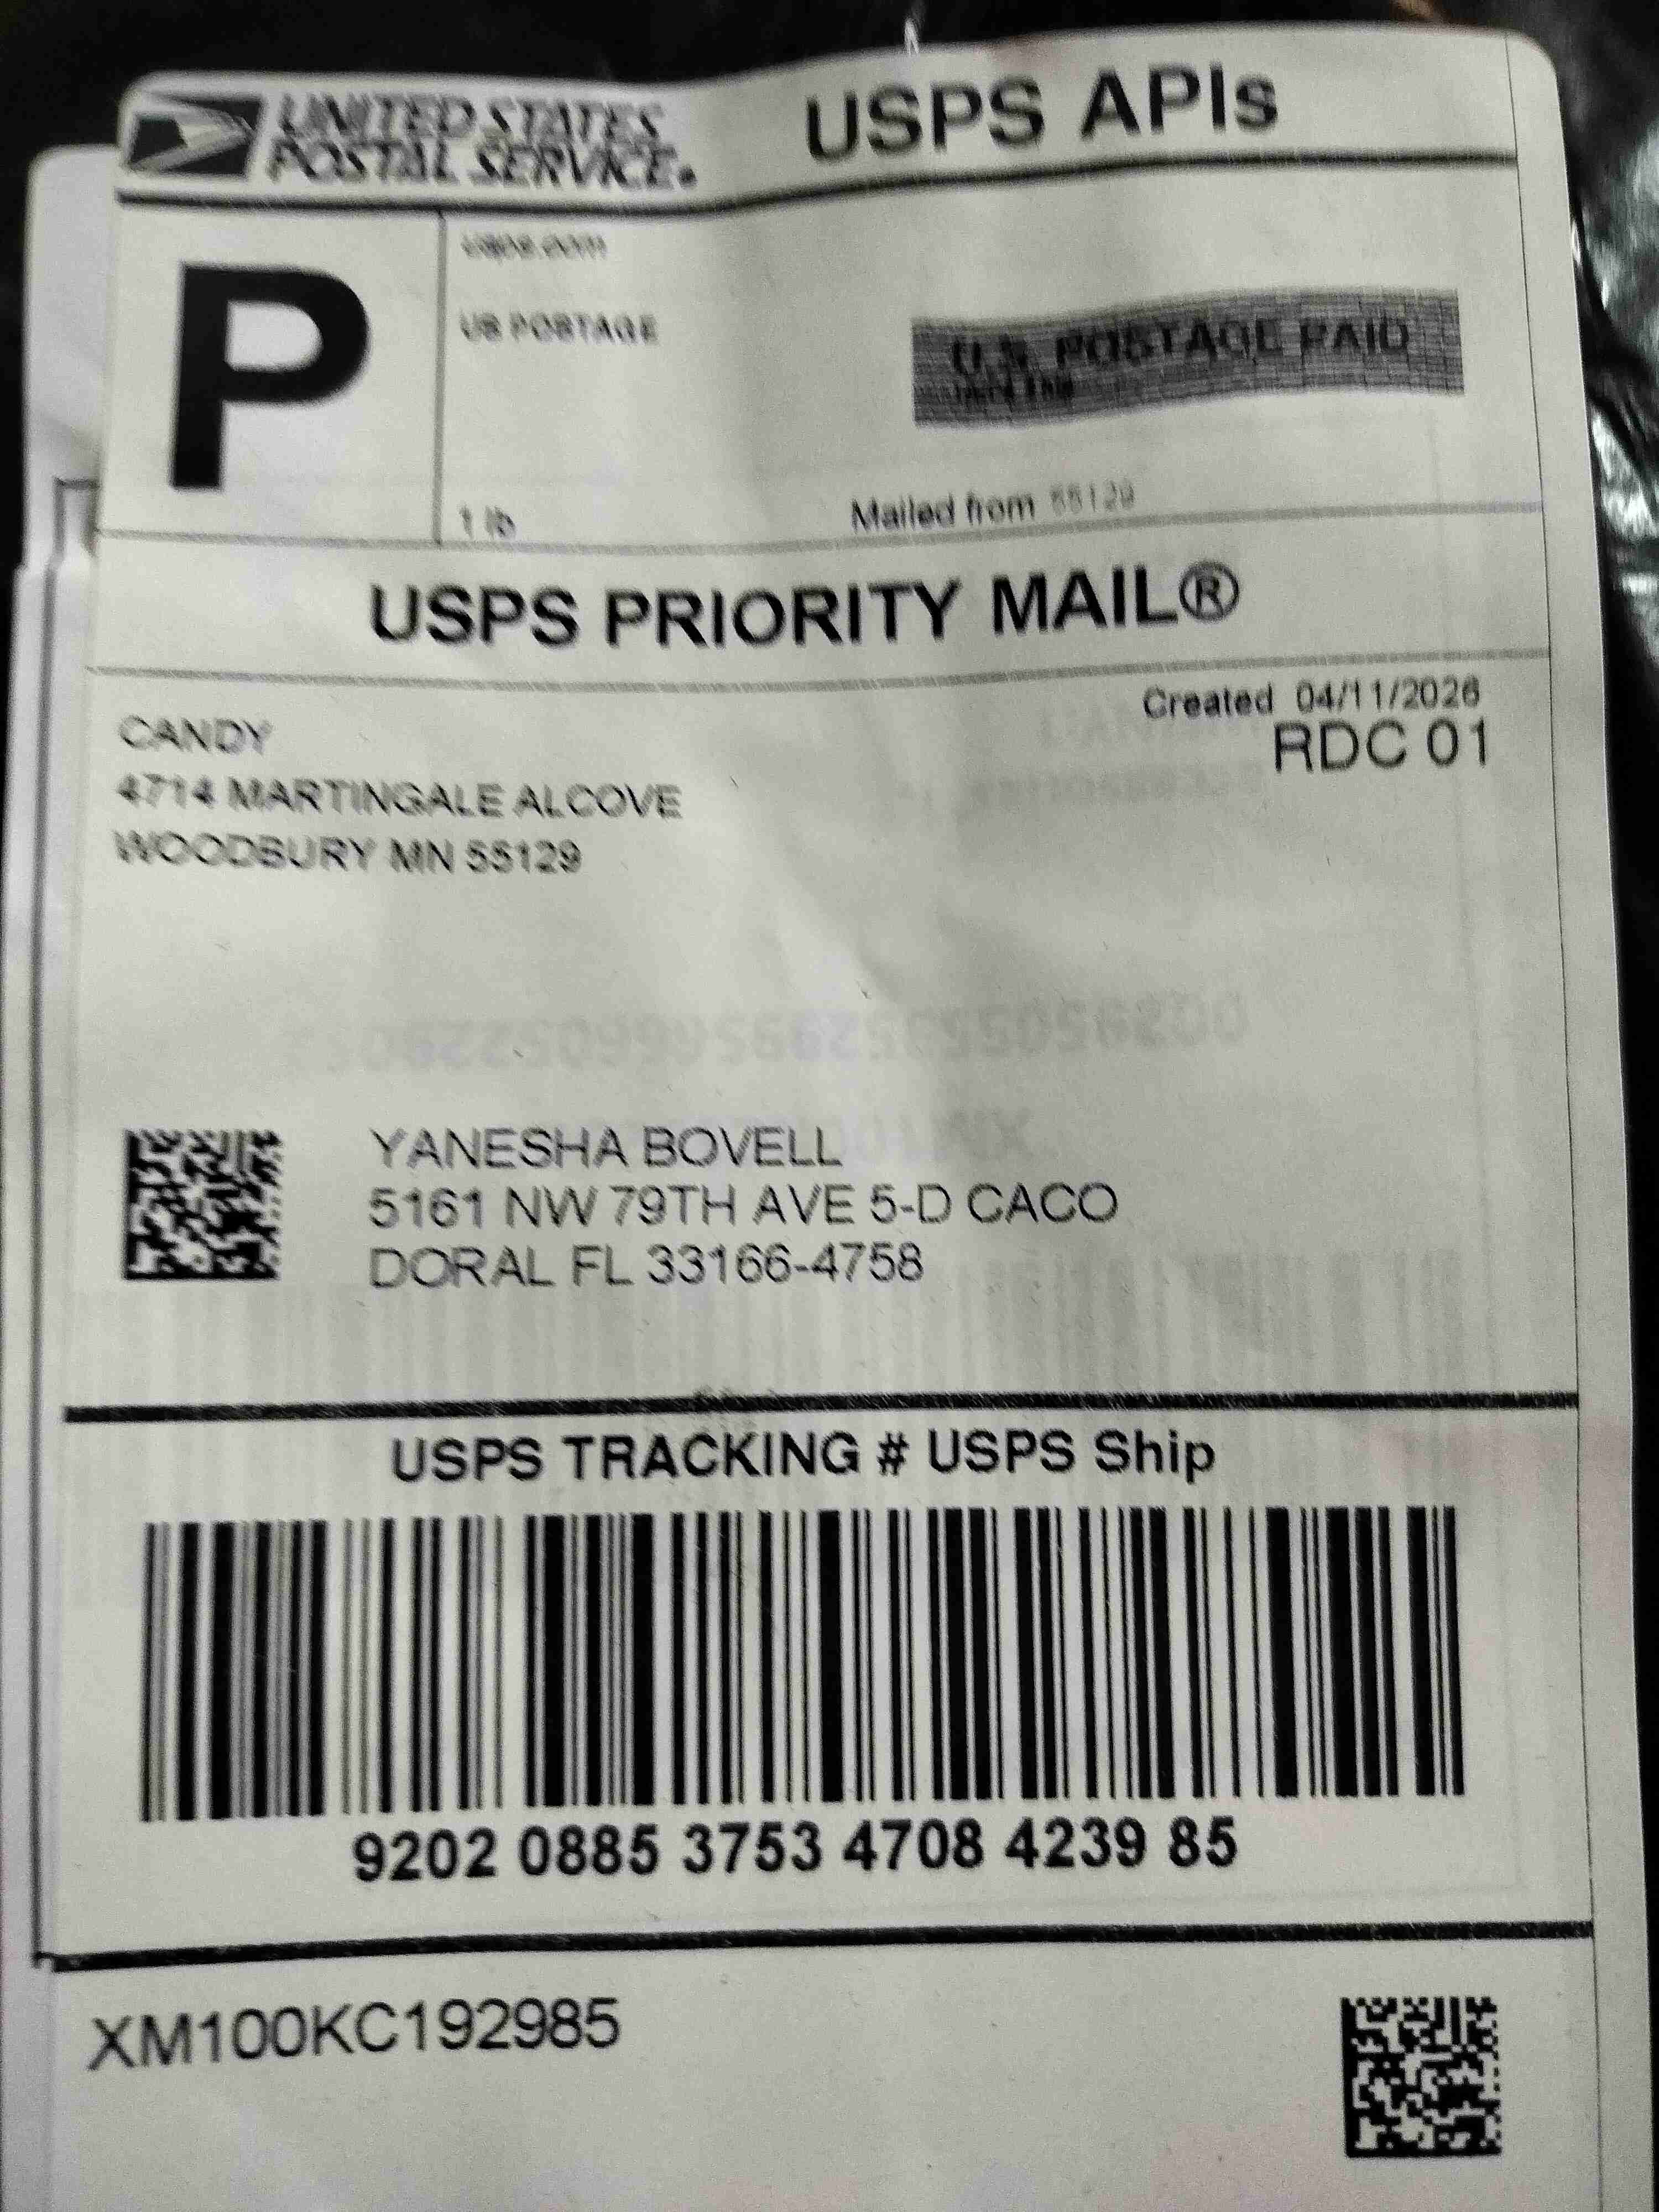 UNITED STATES
POSTAL SERVICE.
USPS APIs
P
usps.com
US POSTAGE
U.S. POSTAGE PAID
1 lb
Mailed from 55129
USPS PRIORITY MAIL®
Created 04/11/2026
RDC 01
CANDY
4714 MARTINGALE ALCOVE
WOODBURY MN 55129
YANESHA BOVELL
5161 NW 79TH AVE 5-D CACO
DORAL FL 33166-4758
USPS TRACKING # USPS Ship
9202 0885 3753 4708 4239 85
XM100KC192985